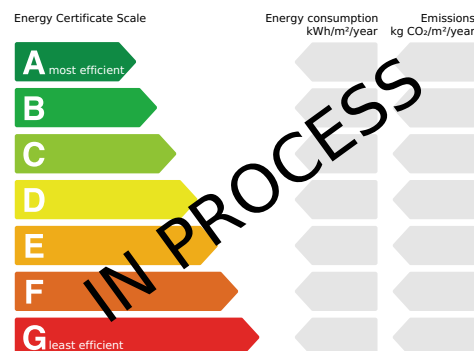 Energy Certificate Scale
Energy consumption
kWh/m²/year
Emissions
kg CO₂/m²/year
A most efficient
B
C
D
E
F
G least efficient
IN PROCESS